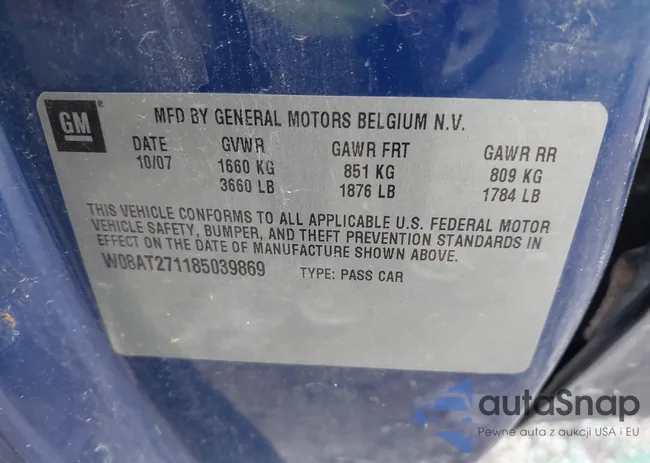 GM
MFD BY GENERAL MOTORS BELGIUM N.V.
DATE GVWR GAWR FRT GAWR RR
10/07 1660 KG 851 KG 809 KG
3660 LB 1876 LB 1784 LB
THIS VEHICLE CONFORMS TO ALL APPLICABLE U.S. FEDERAL MOTOR
VEHICLE SAFETY, BUMPER, AND THEFT PREVENTION STANDARDS IN
EFFECT ON THE DATE OF MANUFACTURE SHOWN ABOVE.
W08AT271185039869 TYPE: PASS CAR
autoSnap
Pewne auta z aukcji USA i EU